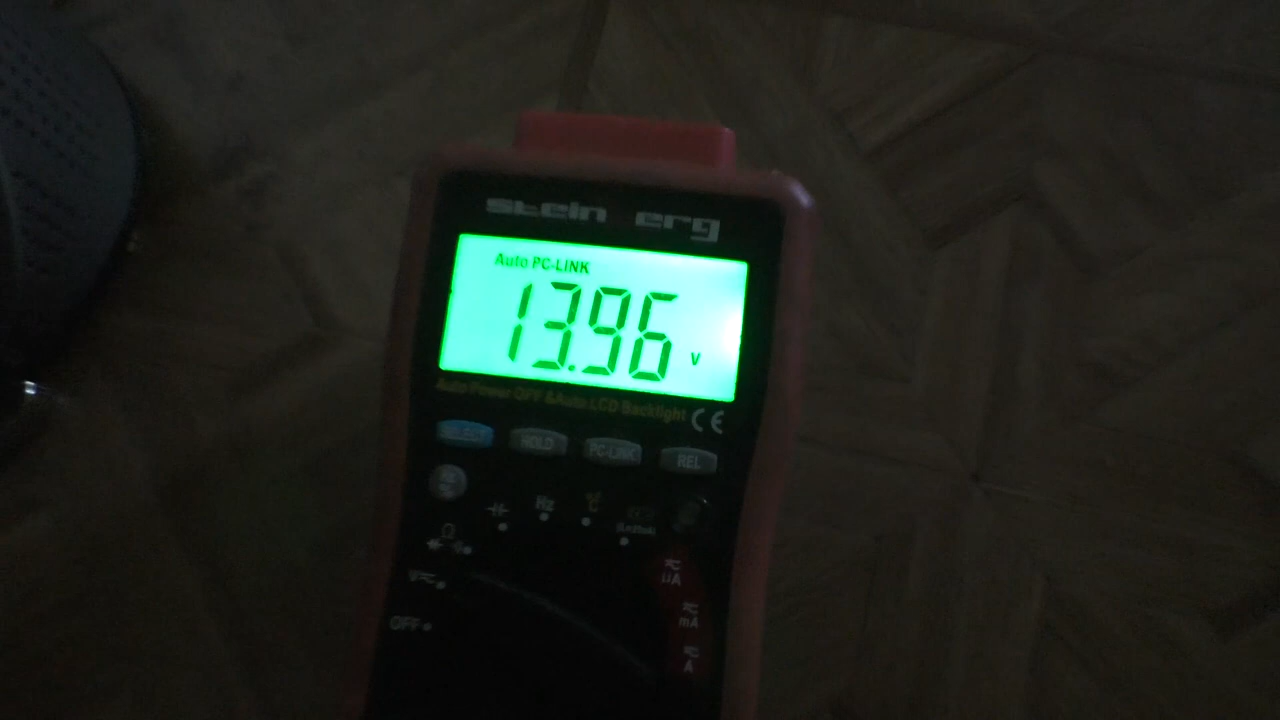 stein erg
Auto PC-LINK
13.96 V
Auto Power OFF & Auto LCD Backlight CE
SELECT HOLD PC-LINK REL
Hz °C
Ω
V
µA
OFF
mA
A